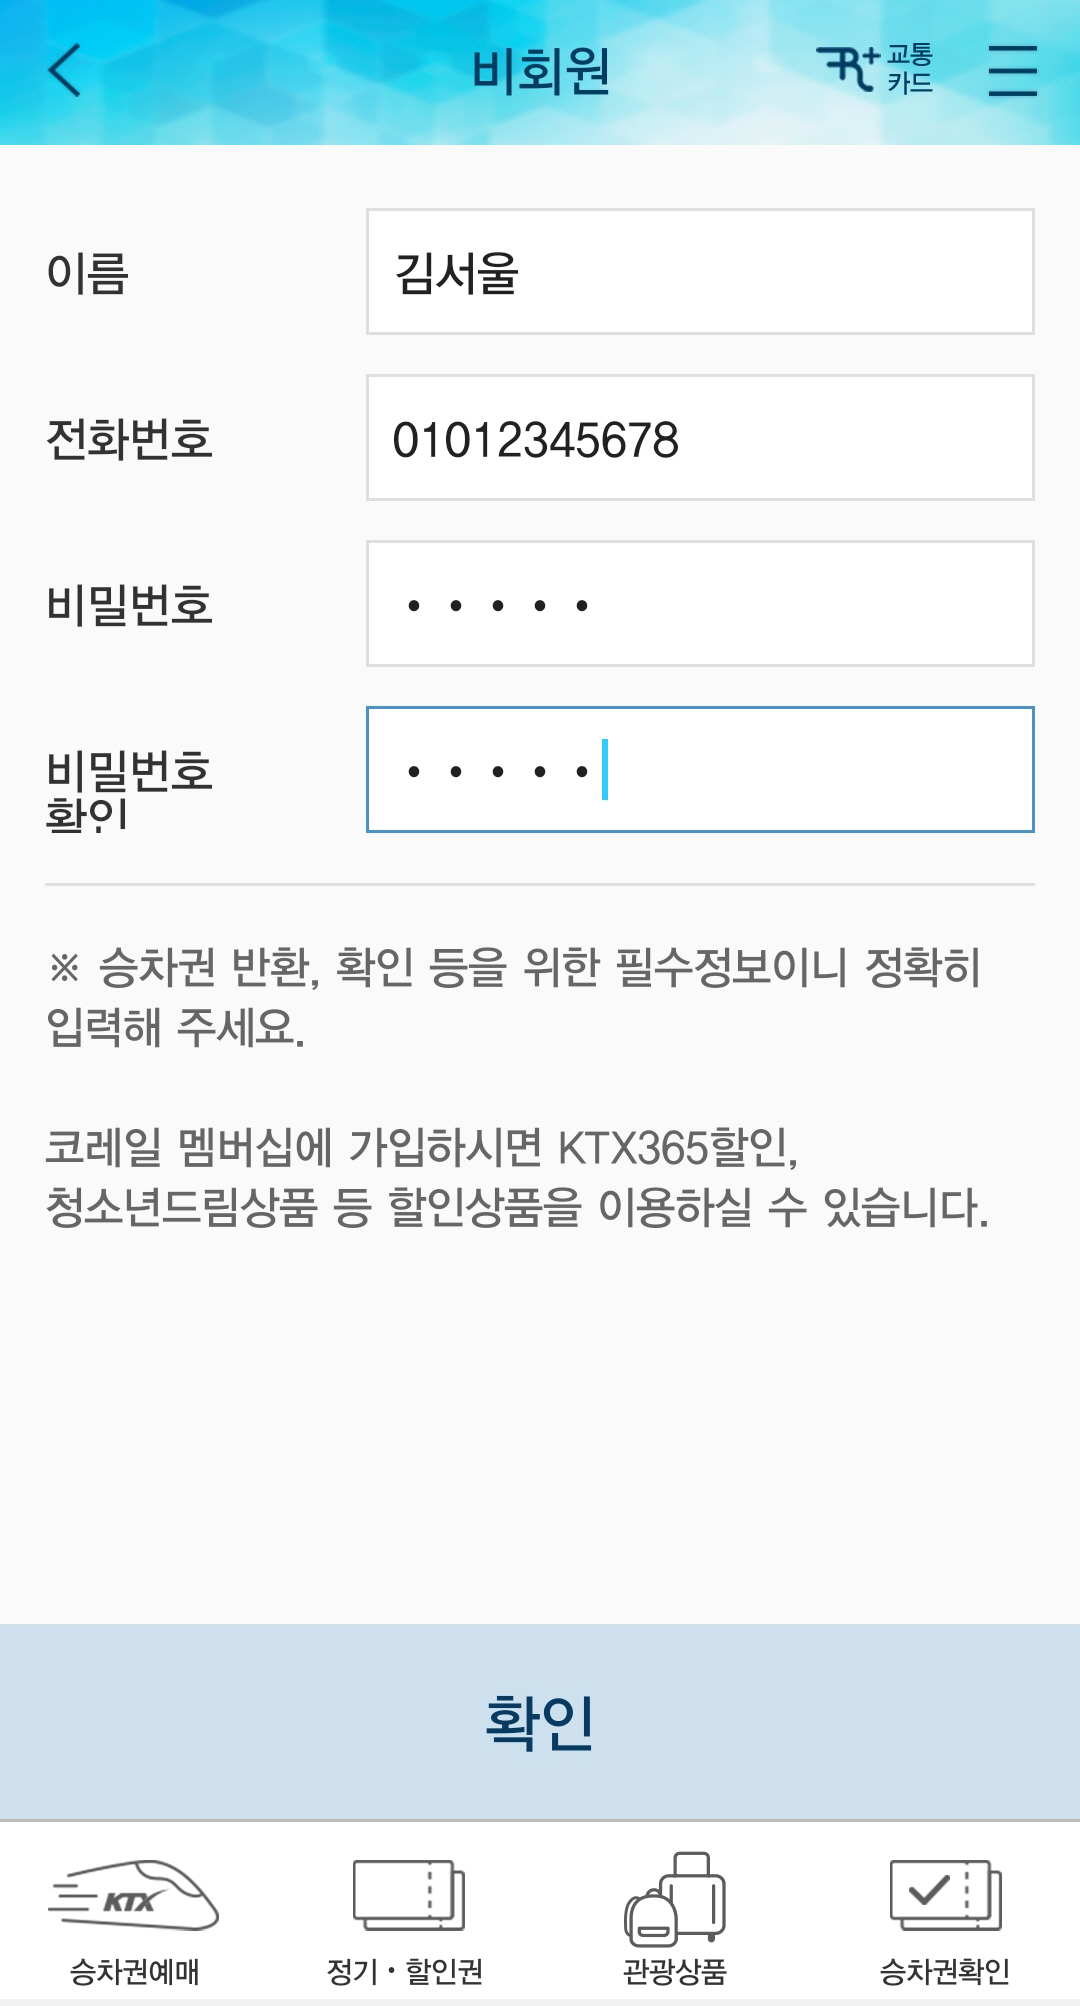 비회원
R+ 교통
카드
이름
김서울
전화번호
01012345678
비밀번호
•••••
비밀번호
확인
•••••
※ 승차권 반환, 확인 등을 위한 필수정보이니 정확히
입력해 주세요.
코레일 멤버십에 가입하시면 KTX365할인,
청소년드림상품 등 할인상품을 이용하실 수 있습니다.
확인
KTX
승차권예매
정기·할인권
관광상품
승차권확인